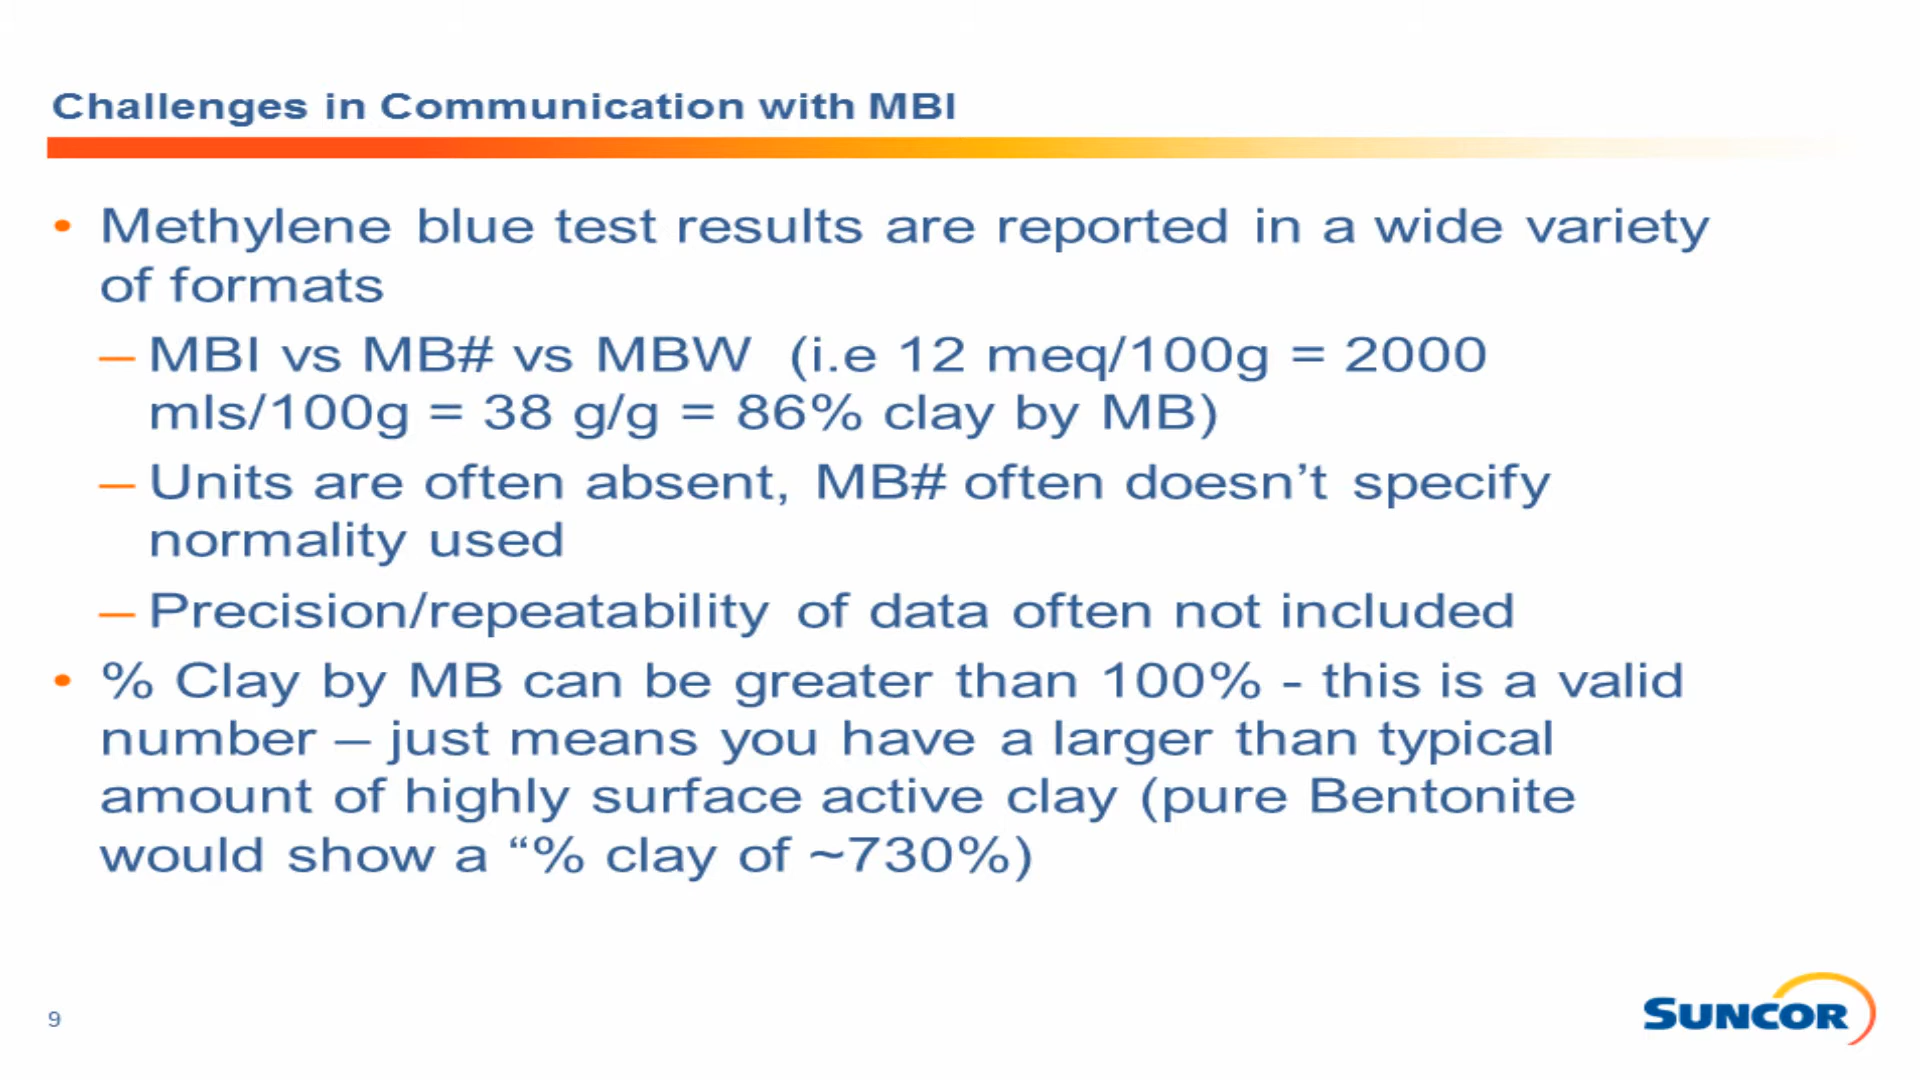 Challenges in Communication with MBI
• Methylene blue test results are reported in a wide variety
of formats
– MBI vs MB# vs MBW (i.e 12 meq/100g = 2000
mls/100g = 38 g/g = 86% clay by MB)
– Units are often absent, MB# often doesn’t specify
normality used
– Precision/repeatability of data often not included
• % Clay by MB can be greater than 100% - this is a valid
number – just means you have a larger than typical
amount of highly surface active clay (pure Bentonite
would show a “% clay of ~730%)
9
SUNCOR